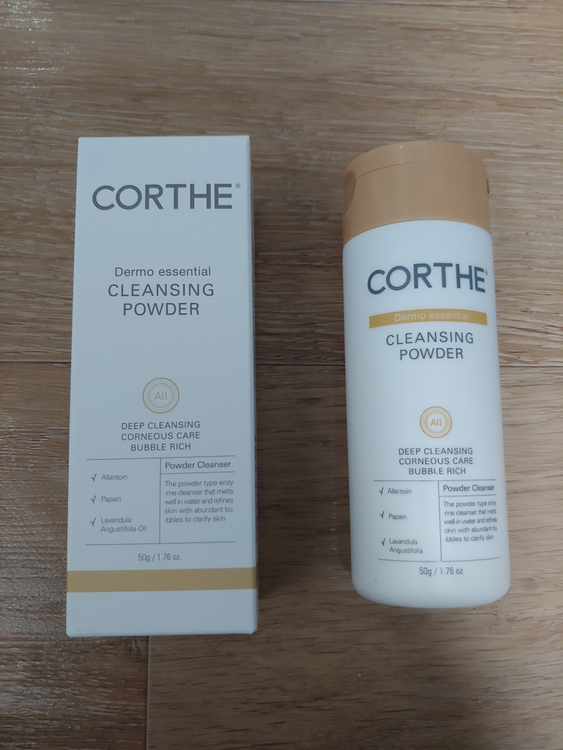 CORTHE®
Dermo essential
CLEANSING
POWDER
All
DEEP CLEANSING
CORNEOUS CARE
BUBBLE RICH
✓ Allantoin
✓ Papain
✓ Lavandula
Angustifolia Oil
Powder Cleanser
The powder type enzy
-me cleanser that melts
well in water and refines
skin with abundant bu
-bbles to clarify skin
50g / 1.76 oz.
CORTHE®
Dermo essential
CLEANSING
POWDER
All
DEEP CLEANSING
CORNEOUS CARE
BUBBLE RICH
✓ Allantoin
✓ Papain
✓ Lavandula
Angustifolia
Powder Cleanser
The powder type enzy
-me cleanser that melts
well in water and refines
skin with abundant bu
-bbles to clarify skin
50g / 1.76 oz.